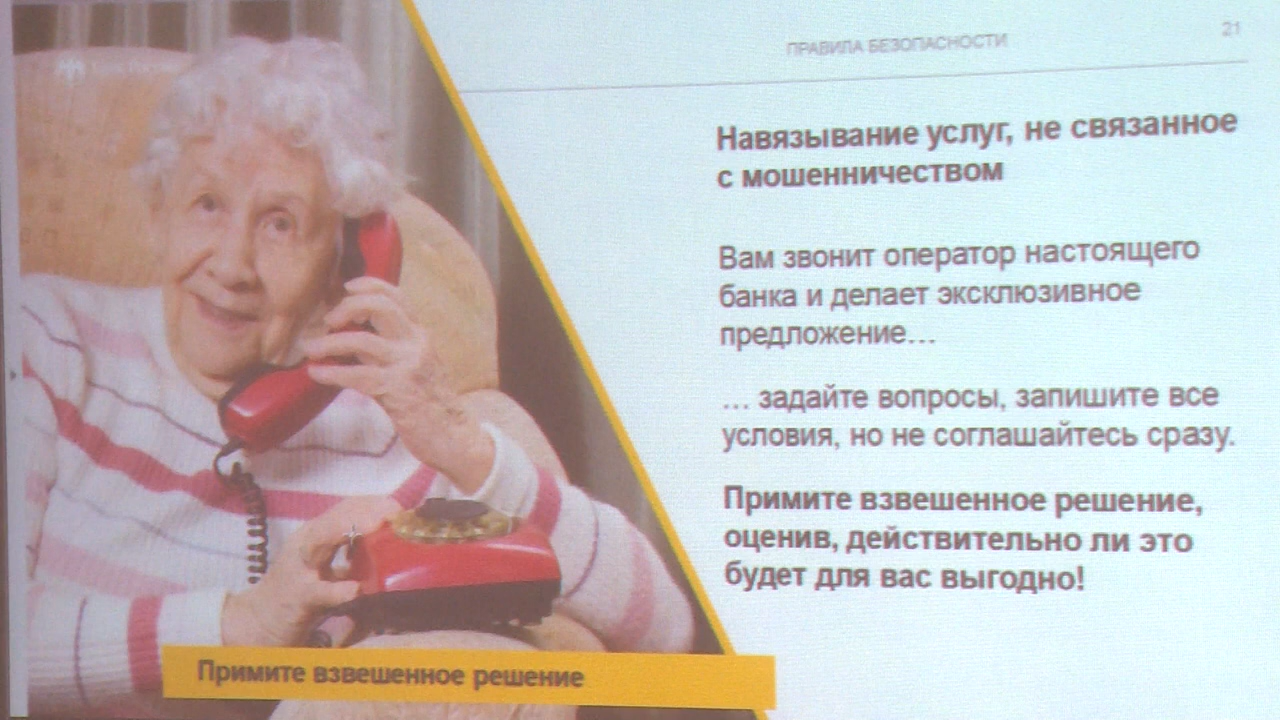 ПРАВИЛА БЕЗОПАСНОСТИ
21
Навязывание услуг, не связанное
с мошенничеством
Вам звонит оператор настоящего
банка и делает эксклюзивное
предложение...
... задайте вопросы, запишите все
условия, но не соглашайтесь сразу.
Примите взвешенное решение,
оценив, действительно ли это
будет для вас выгодно!
Примите взвешенное решение